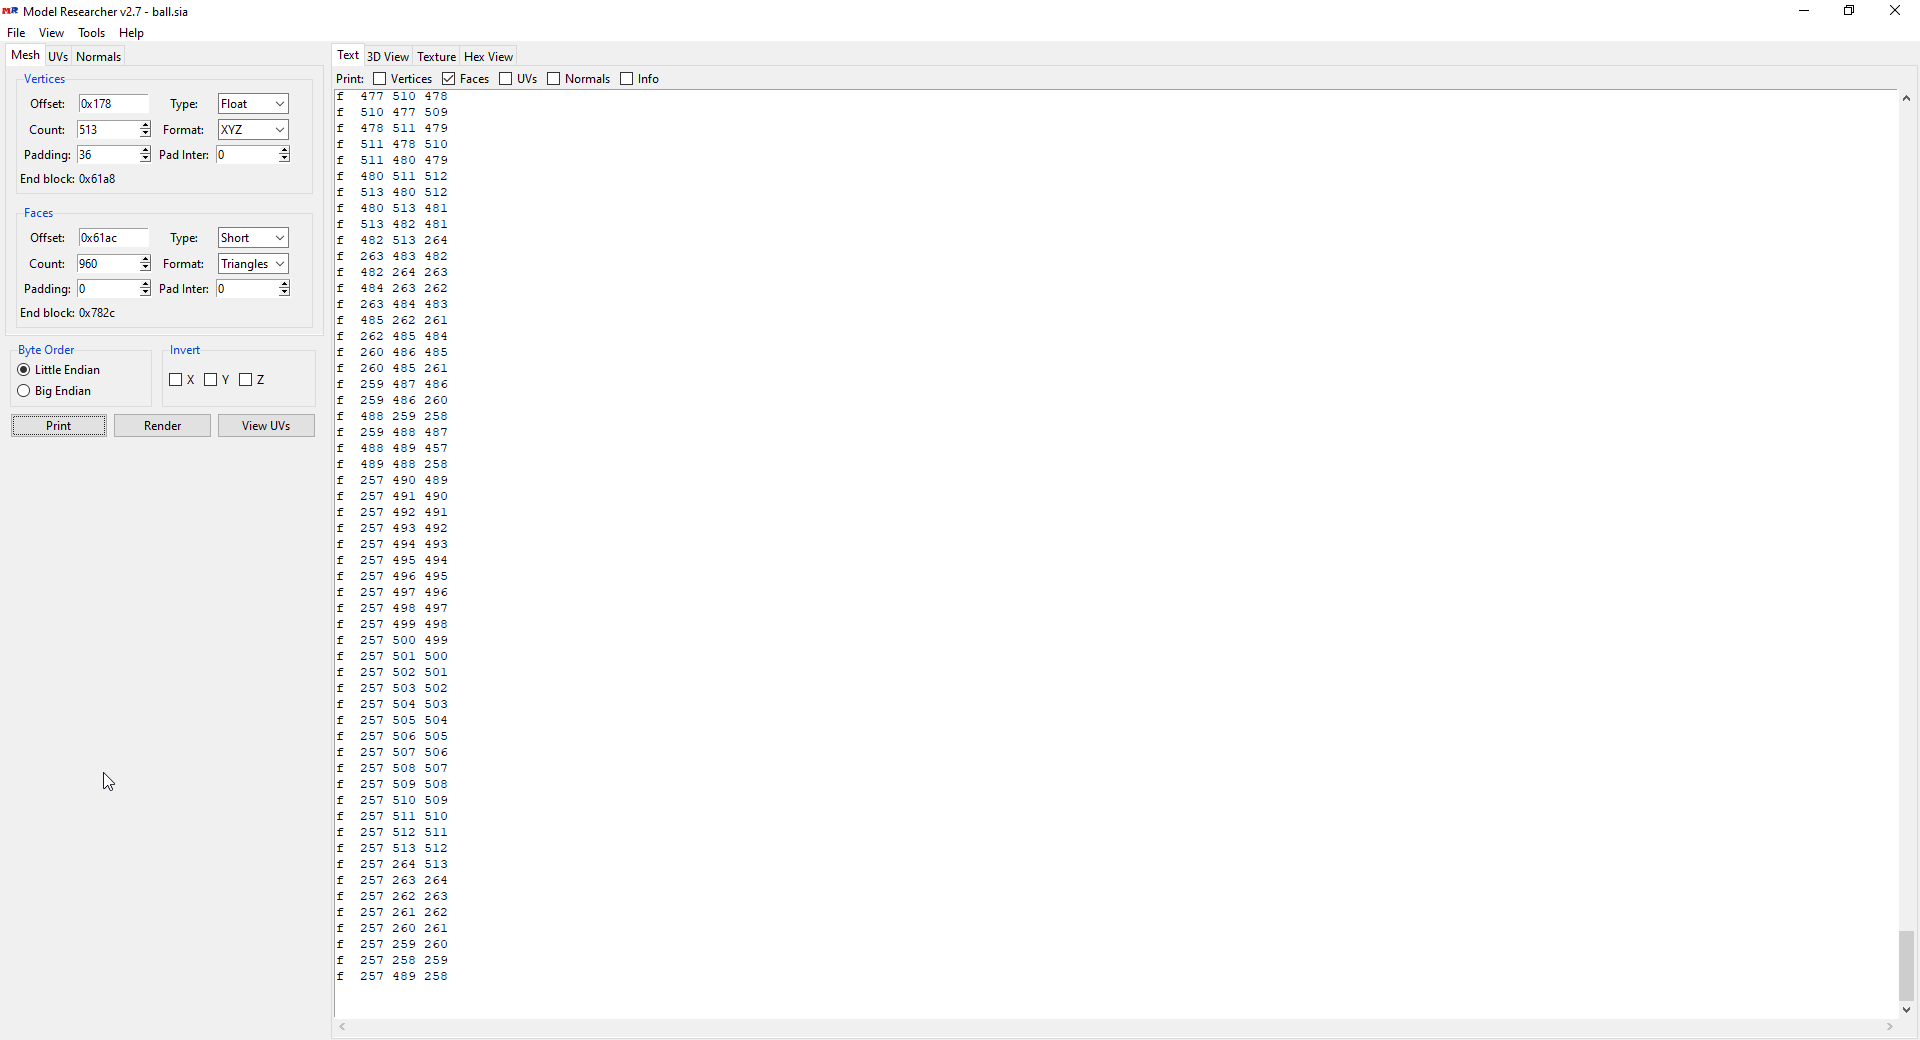 MR Model Researcher v2.7 - ball.sia
File View Tools Help
Mesh UVs Normals
Vertices
Offset: 0x178 Type: Float
Count: 513 Format: XYZ
Padding: 36 Pad Inter: 0
End block: 0x61a8
Faces
Offset: 0x61ac Type: Short
Count: 960 Format: Triangles
Padding: 0 Pad Inter: 0
End block: 0x782c
Byte Order Invert
Little Endian X Y Z
Big Endian
Print Render View UVs
Text 3D View Texture Hex View
Print: Vertices Faces UVs Normals Info
f 477 510 478
f 510 477 509
f 478 511 479
f 511 478 510
f 511 480 479
f 480 511 512
f 513 480 512
f 480 513 481
f 513 482 481
f 482 513 264
f 263 483 482
f 482 264 263
f 484 263 262
f 263 484 483
f 485 262 261
f 262 485 484
f 260 486 485
f 260 485 261
f 259 487 486
f 259 486 260
f 488 259 258
f 259 488 487
f 488 489 457
f 489 488 258
f 257 490 489
f 257 491 490
f 257 492 491
f 257 493 492
f 257 494 493
f 257 495 494
f 257 496 495
f 257 497 496
f 257 498 497
f 257 499 498
f 257 500 499
f 257 501 500
f 257 502 501
f 257 503 502
f 257 504 503
f 257 505 504
f 257 506 505
f 257 507 506
f 257 508 507
f 257 509 508
f 257 510 509
f 257 511 510
f 257 512 511
f 257 513 512
f 257 264 513
f 257 263 264
f 257 262 263
f 257 261 262
f 257 260 261
f 257 259 260
f 257 258 259
f 257 489 258